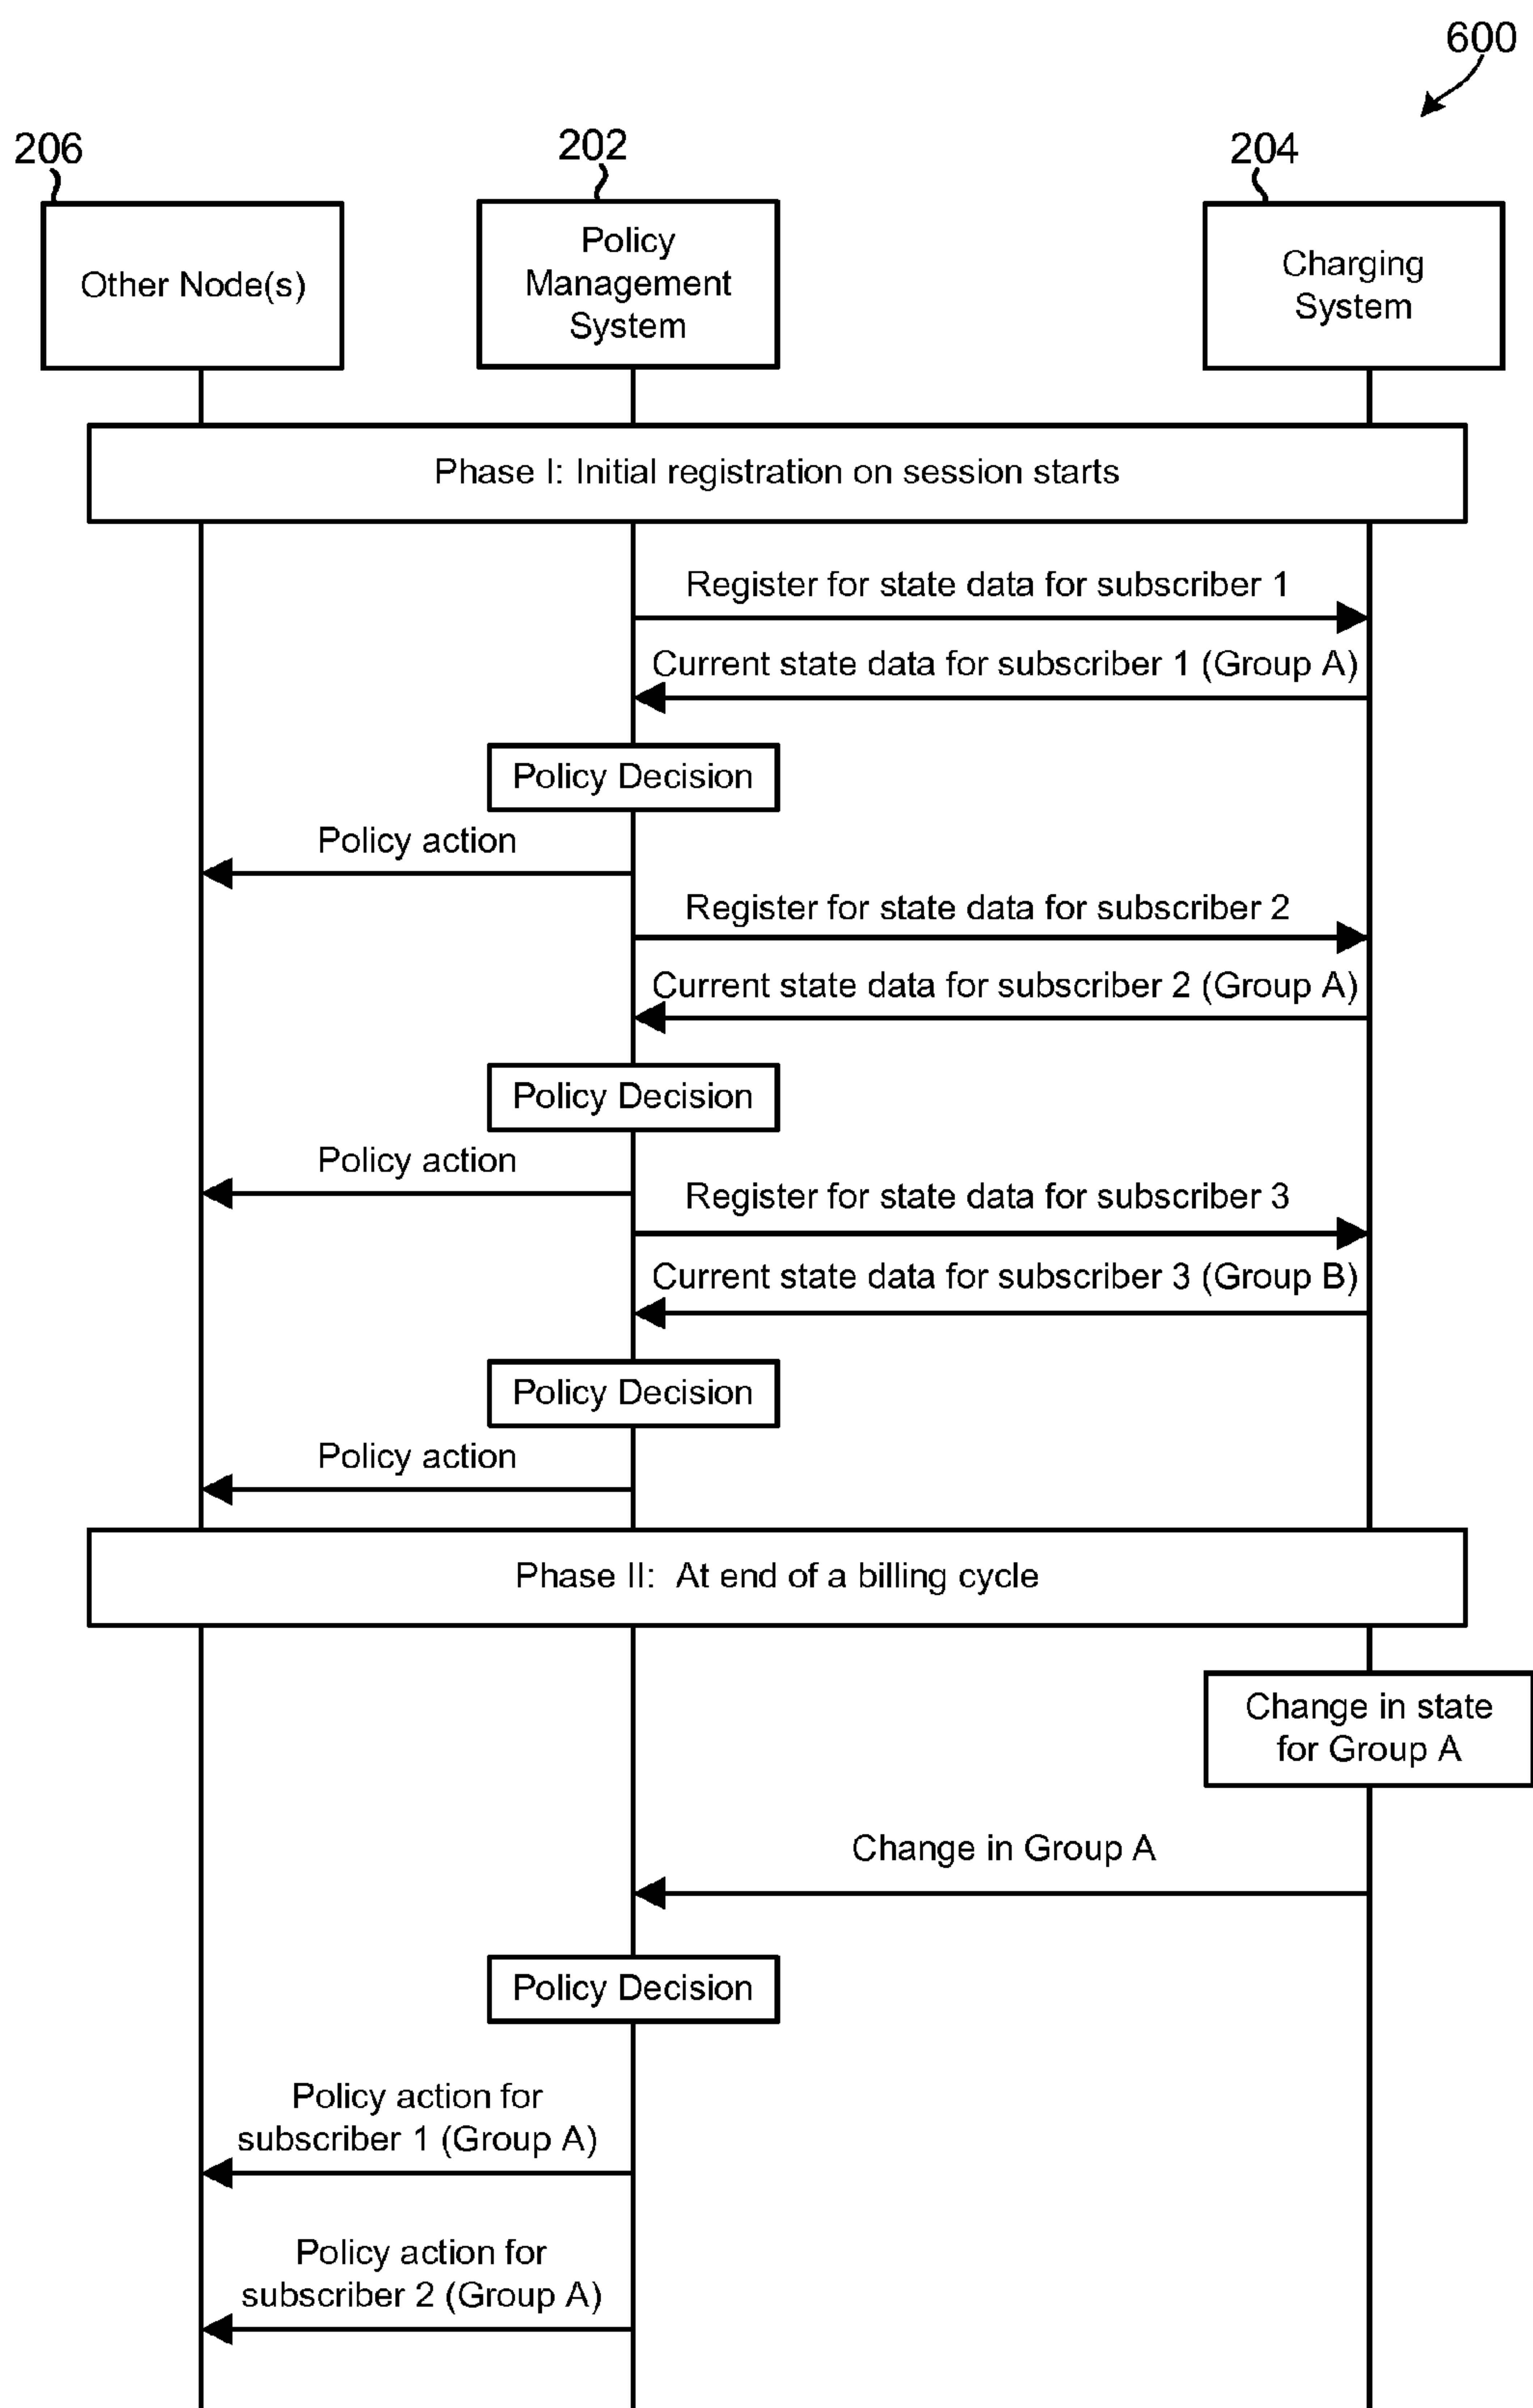 600
206
202
204
Other Node(s)
Policy
Management
System
Charging
System
Phase I: Initial registration on session starts
Register for state data for subscriber 1
Current state data for subscriber 1 (Group A)
Policy Decision
Policy action
Register for state data for subscriber 2
Current state data for subscriber 2 (Group A)
Policy Decision
Policy action
Register for state data for subscriber 3
Current state data for subscriber 3 (Group B)
Policy Decision
Policy action
Phase II: At end of a billing cycle
Change in state
for Group A
Change in Group A
Policy Decision
Policy action for
subscriber 1 (Group A)
Policy action for
subscriber 2 (Group A)